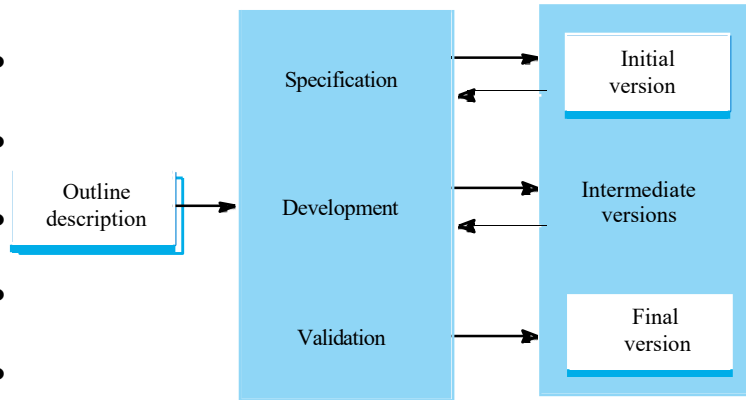 Outline
description
Specification
Development
Validation
Initial
version
Intermediate
versions
Final
version